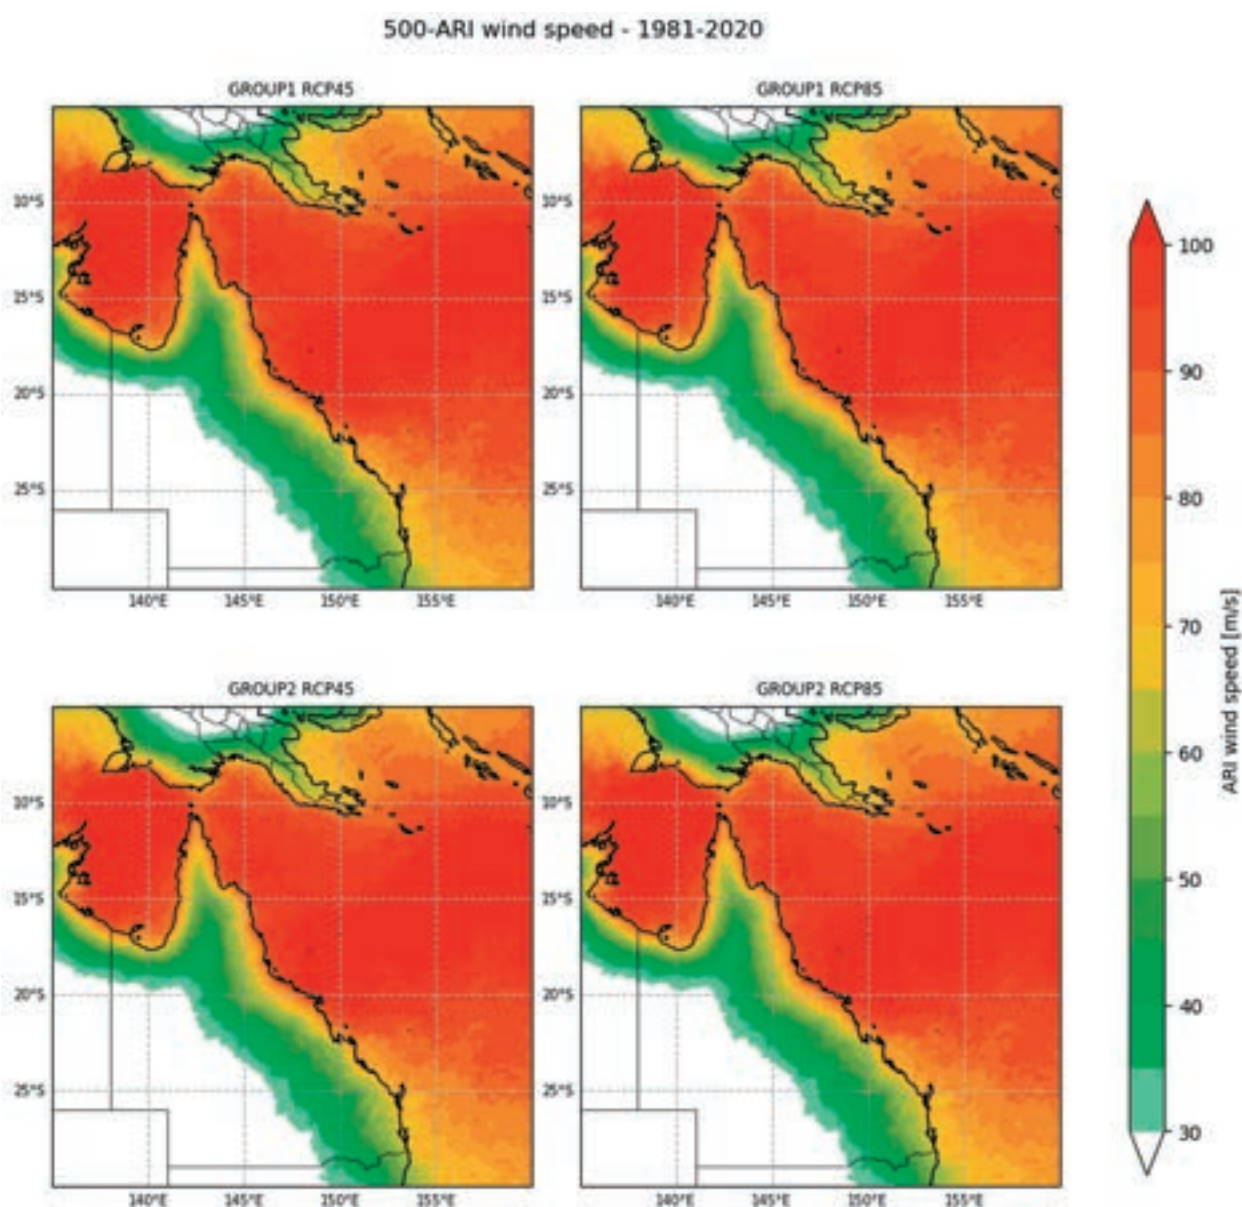 500-ARI wind speed - 1981-2020
GROUP1 RCP45
GROUP1 RCP85
10°S
15°S
20°S
25°S
10°S
15°S
20°S
25°S
140°E
145°E
150°E
155°E
140°E
145°E
150°E
155°E
GROUP2 RCP45
GROUP2 RCP85
10°S
15°S
20°S
25°S
10°S
15°S
20°S
25°S
140°E
145°E
150°E
155°E
140°E
145°E
150°E
155°E
100
90
80
70
60
50
40
30
ARI wind speed [m/s]